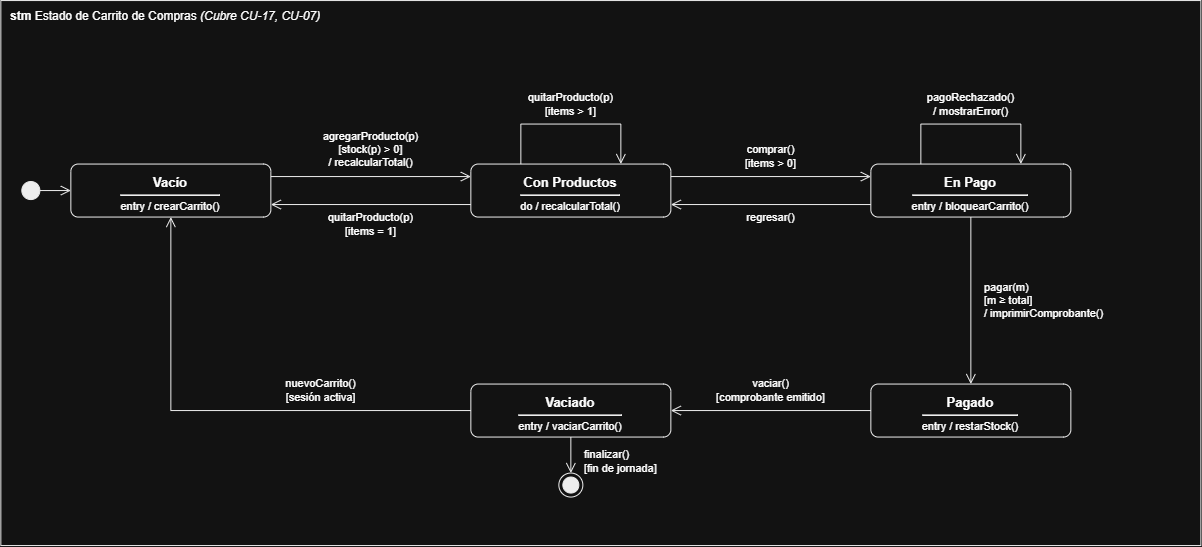 stm Estado de Carrito de Compras (Cubre CU-17, CU-07)
quitarProducto(p)
[items > 1]
pagoRechazado()
/ mostrarError()
agregarProducto(p)
[stock(p) > 0]
/ recalcularTotal()
comprar()
[items > 0]
Vacio
entry / crearCarrito()
Con Productos
do / recalcularTotal()
En Pago
entry / bloquearCarrito()
quitarProducto(p)
[items = 1]
regresar()
pagar(m)
[m ≥ total]
/ imprimirComprobante()
nuevoCarrito()
[sesión activa]
vaciar()
[comprobante emitido]
Vaciado
entry / vaciarCarrito()
Pagado
entry / restarStock()
finalizar()
[fin de jornada]